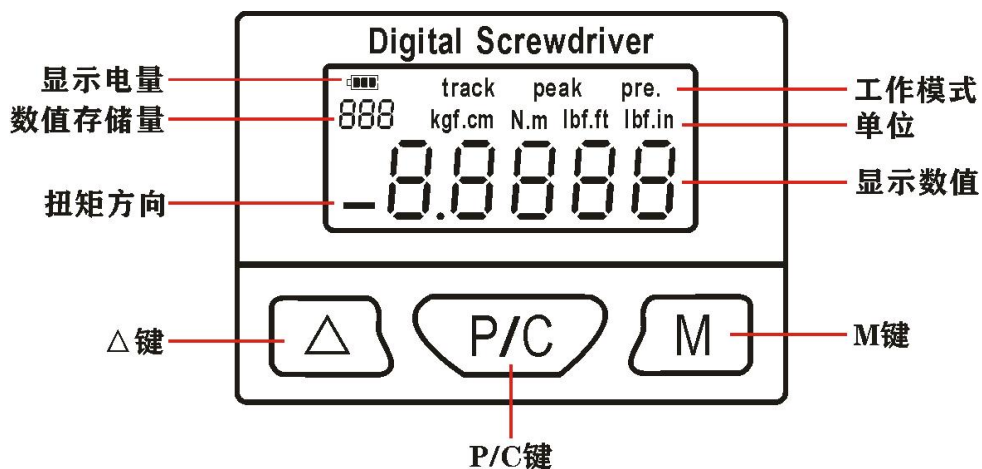 Digital Screwdriver
显示电量
track peak pre.
工作模式
数值存储量
888
kgf.cm N.m lbf.ft lbf.in
单位
扭矩方向
-8.8888
显示数值
△键
△
P/C
M
M键
P/C键